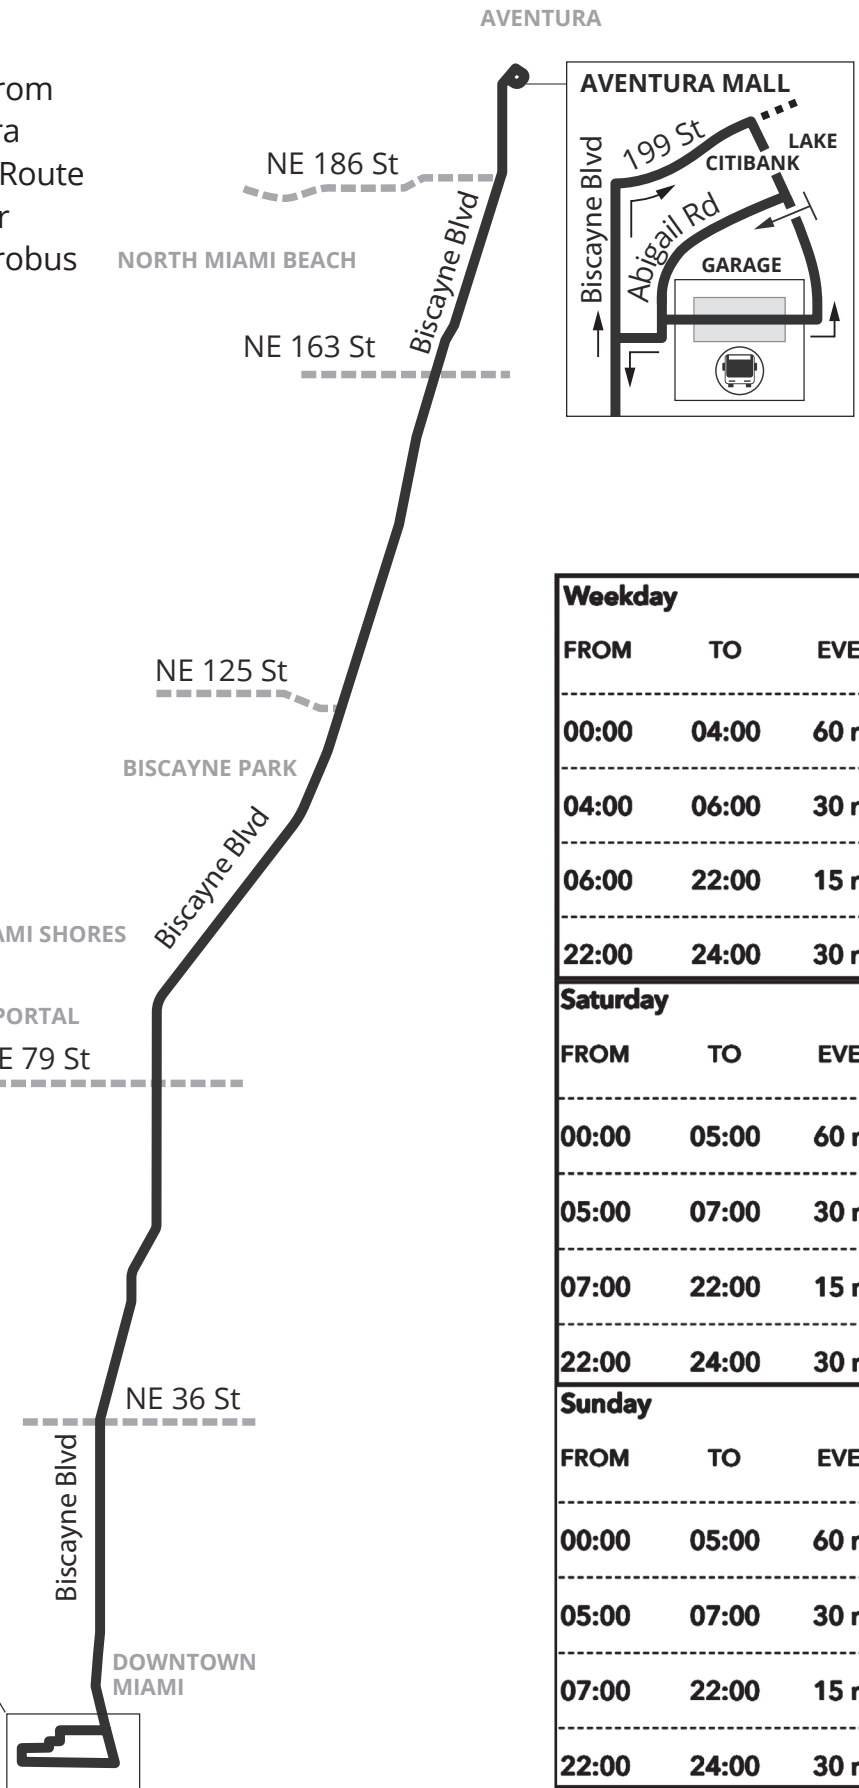 AVENTURA
AVENTURA MALL
Route
NE 186 St
199 St
LAKE
CITIBANK
Biscayne Blvd
Abigail Rd
GARAGE
NORTH MIAMI BEACH
Biscayne Blvd
NE 163 St
NE 125 St
BISCAYNE PARK
Biscayne Blvd
SHORES
PORTAL
79 St
NE 36 St
Biscayne Blvd
DOWNTOWN
MIAMI
Weekday
FROM TO
00:00 04:00 60
04:00 06:00 30
06:00 22:00 15
22:00 24:00 30
Saturday
FROM TO
00:00 05:00 60
05:00 07:00 30
07:00 22:00 15
22:00 24:00 30
Sunday
FROM TO
00:00 05:00 60
05:00 07:00 30
07:00 22:00 15
22:00 24:00 30